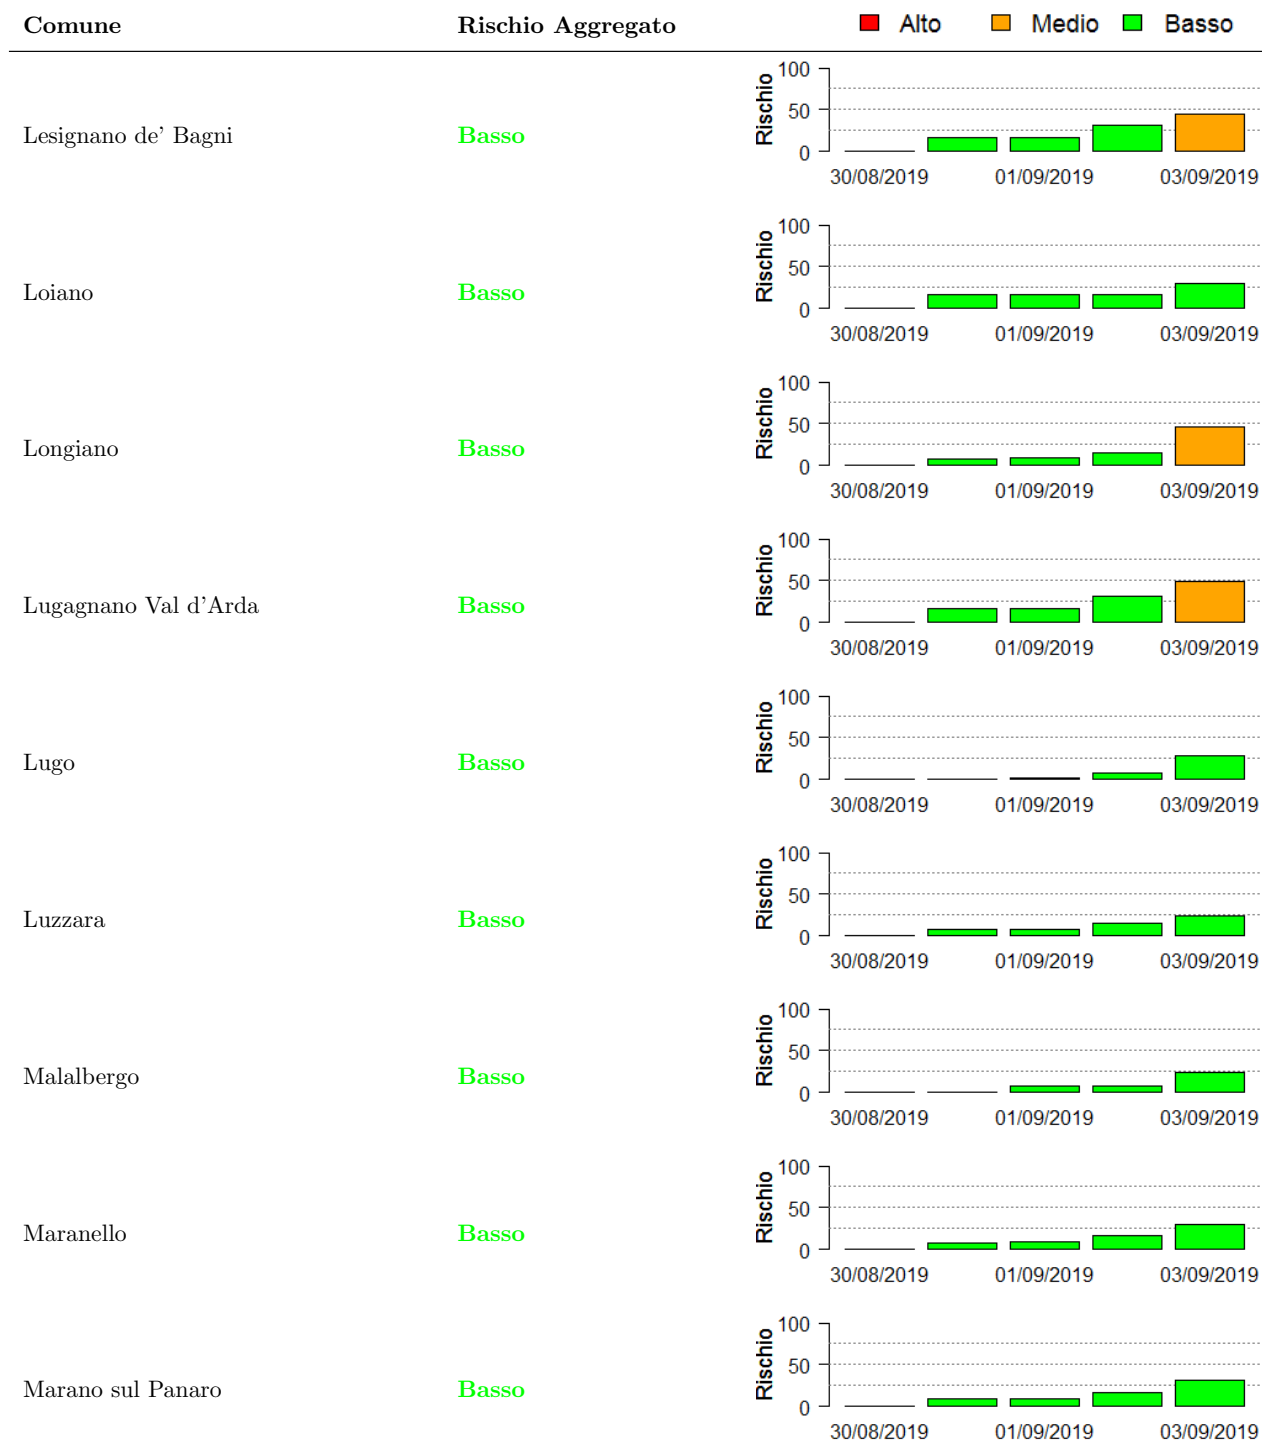 Comune Rischio Aggregato Alto Medio Basso
Lesignano de' Bagni Basso
Rischio
100
50
0
30/08/2019 01/09/2019 03/09/2019
Loiano Basso
Rischio
100
50
0
30/08/2019 01/09/2019 03/09/2019
Longiano Basso
Rischio
100
50
0
30/08/2019 01/09/2019 03/09/2019
Lugagnano Val d'Arda Basso
Rischio
100
50
0
30/08/2019 01/09/2019 03/09/2019
Lugo Basso
Rischio
100
50
0
30/08/2019 01/09/2019 03/09/2019
Luzzara Basso
Rischio
100
50
0
30/08/2019 01/09/2019 03/09/2019
Malalbergo Basso
Rischio
100
50
0
30/08/2019 01/09/2019 03/09/2019
Maranello Basso
Rischio
100
50
0
30/08/2019 01/09/2019 03/09/2019
Marano sul Panaro Basso
Rischio
100
50
0
30/08/2019 01/09/2019 03/09/2019